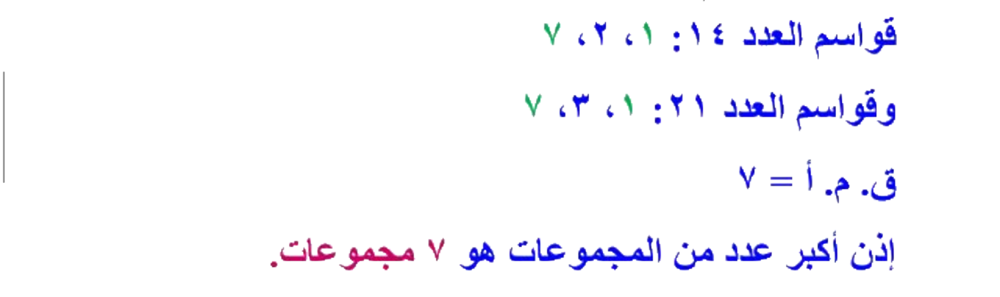 قواسم العدد ١٤: ١، ٢، ٧
وقواسم العدد ٢١: ١، ٣، ٧
ق. م. أ = ٧
إذن أكبر عدد من المجموعات هو ٧ مجموعات.